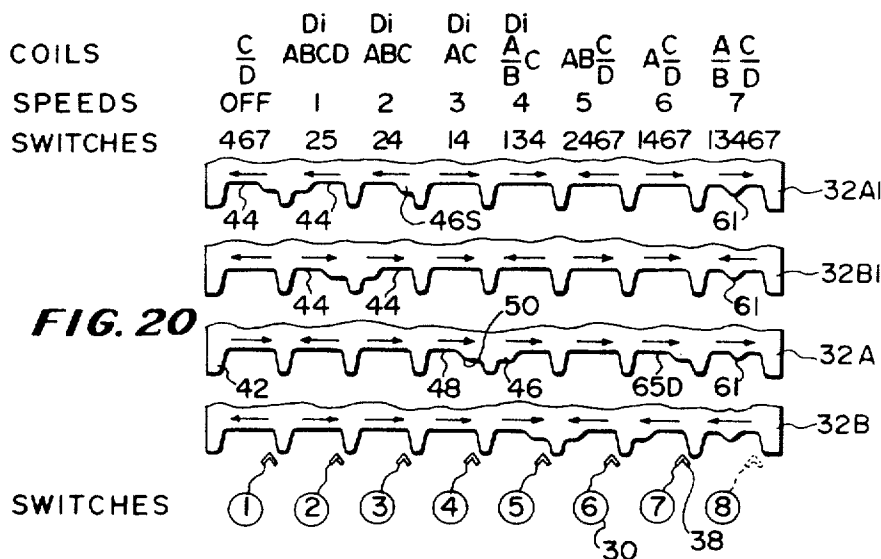 Di Di Di Di
COILS C/D ABCD ABC AC A/B C AB C/D A C/D A/B C/D
SPEEDS OFF 1 2 3 4 5 6 7
SWITCHES 467 25 24 14 134 2467 1467 13467
32A1
44 44 46S 61
32B1
44 44 61
FIG. 20
50
32A
42 48 46 65D 61
32B
SWITCHES 1 2 3 4 5 6 7 8
30 38